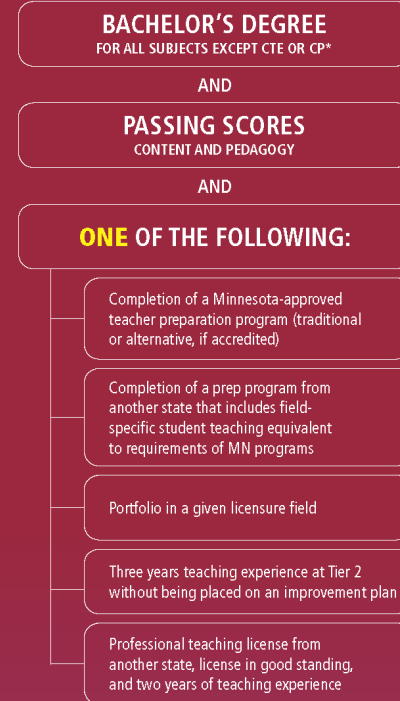 BACHELOR'S DEGREE
FOR ALL SUBJECTS EXCEPT CTE OR CP*
AND
PASSING SCORES
CONTENT AND PEDAGOGY
AND
ONE OF THE FOLLOWING:
Completion of a Minnesota-approved
teacher preparation program (traditional
or alternative, if accredited)
Completion of a prep program from
another state that includes field-
specific student teaching equivalent
to requirements of MN programs
Portfolio in a given licensure field
Three years teaching experience at Tier 2
without being placed on an improvement plan
Professional teaching license from
another state, license in good standing,
and two years of teaching experience